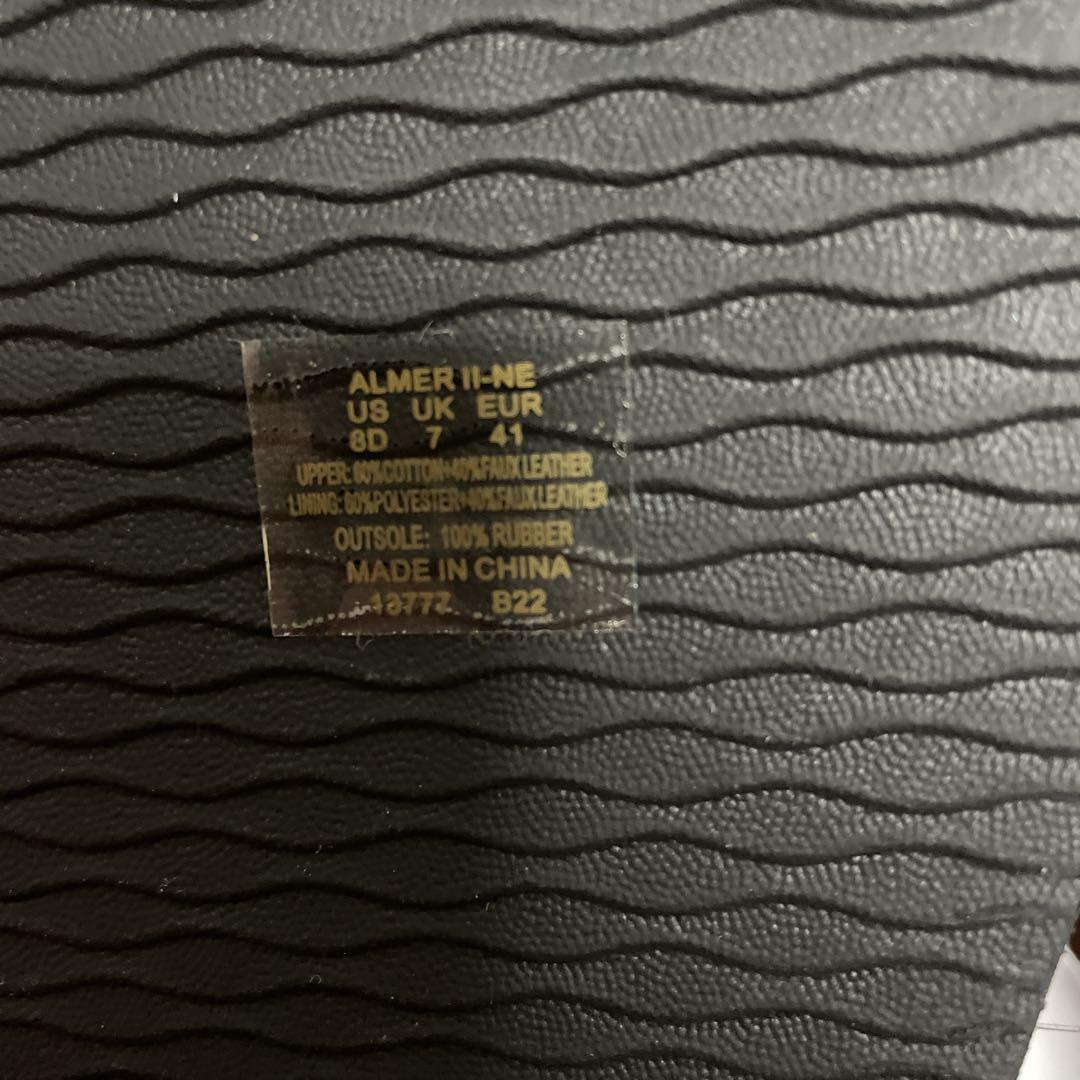 ALMER II-NE
US UK EUR
8D 7 41
UPPER: 60%COTTON+40%FAUX LEATHER
LINING: 60%POLYESTER+40%FAUX LEATHER
OUTSOLE: 100% RUBBER
MADE IN CHINA
B22